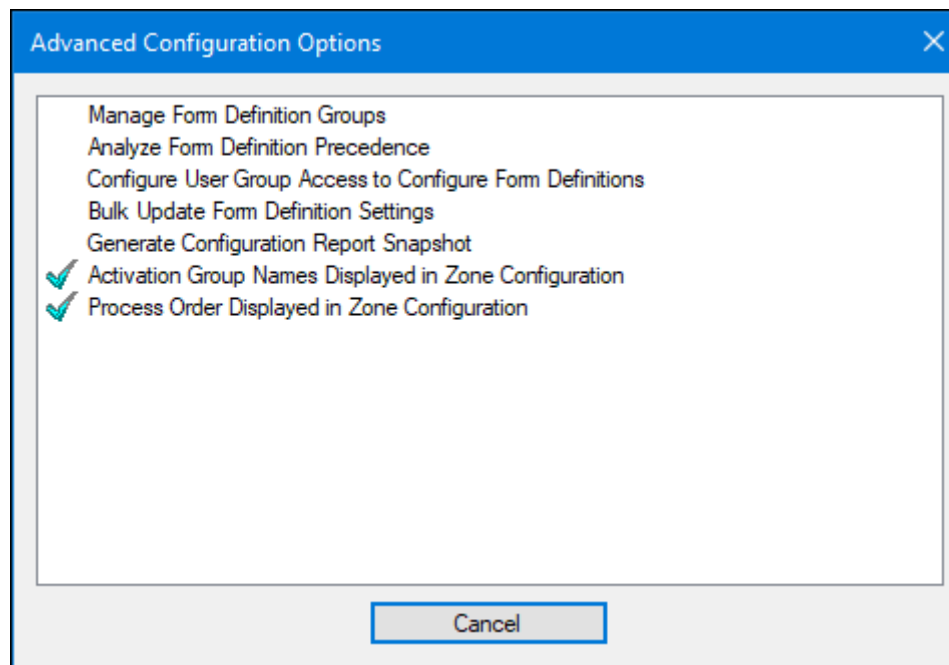 Advanced Configuration Options
Manage Form Definition Groups
Analyze Form Definition Precedence
Configure User Group Access to Configure Form Definitions
Bulk Update Form Definition Settings
Generate Configuration Report Snapshot
Activation Group Names Displayed in Zone Configuration
Process Order Displayed in Zone Configuration
Cancel